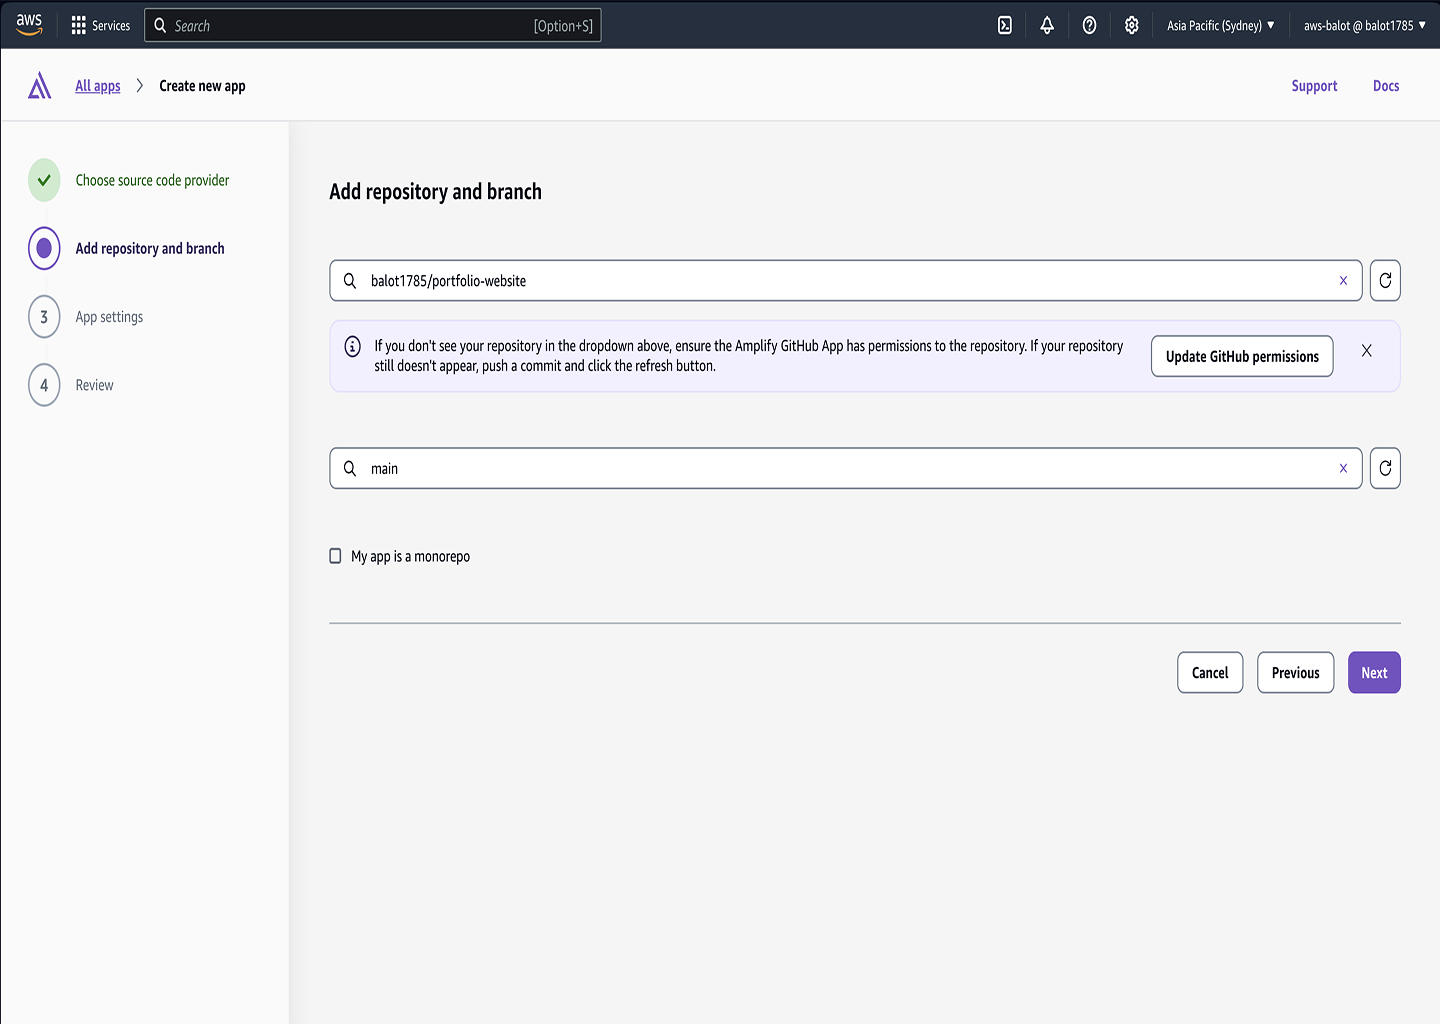 aws
Services
Search
[Option+S]
Asia Pacific (Sydney)
aws-balot @ balot1785
All apps
Create new app
Support
Docs
Choose source code provider
Add repository and branch
3
App settings
4
Review
Add repository and branch
balot1785/portfolio-website
If you don't see your repository in the dropdown above, ensure the Amplify GitHub App has permissions to the repository. If your repository
still doesn't appear, push a commit and click the refresh button.
Update GitHub permissions
main
My app is a monorepo
Cancel
Previous
Next